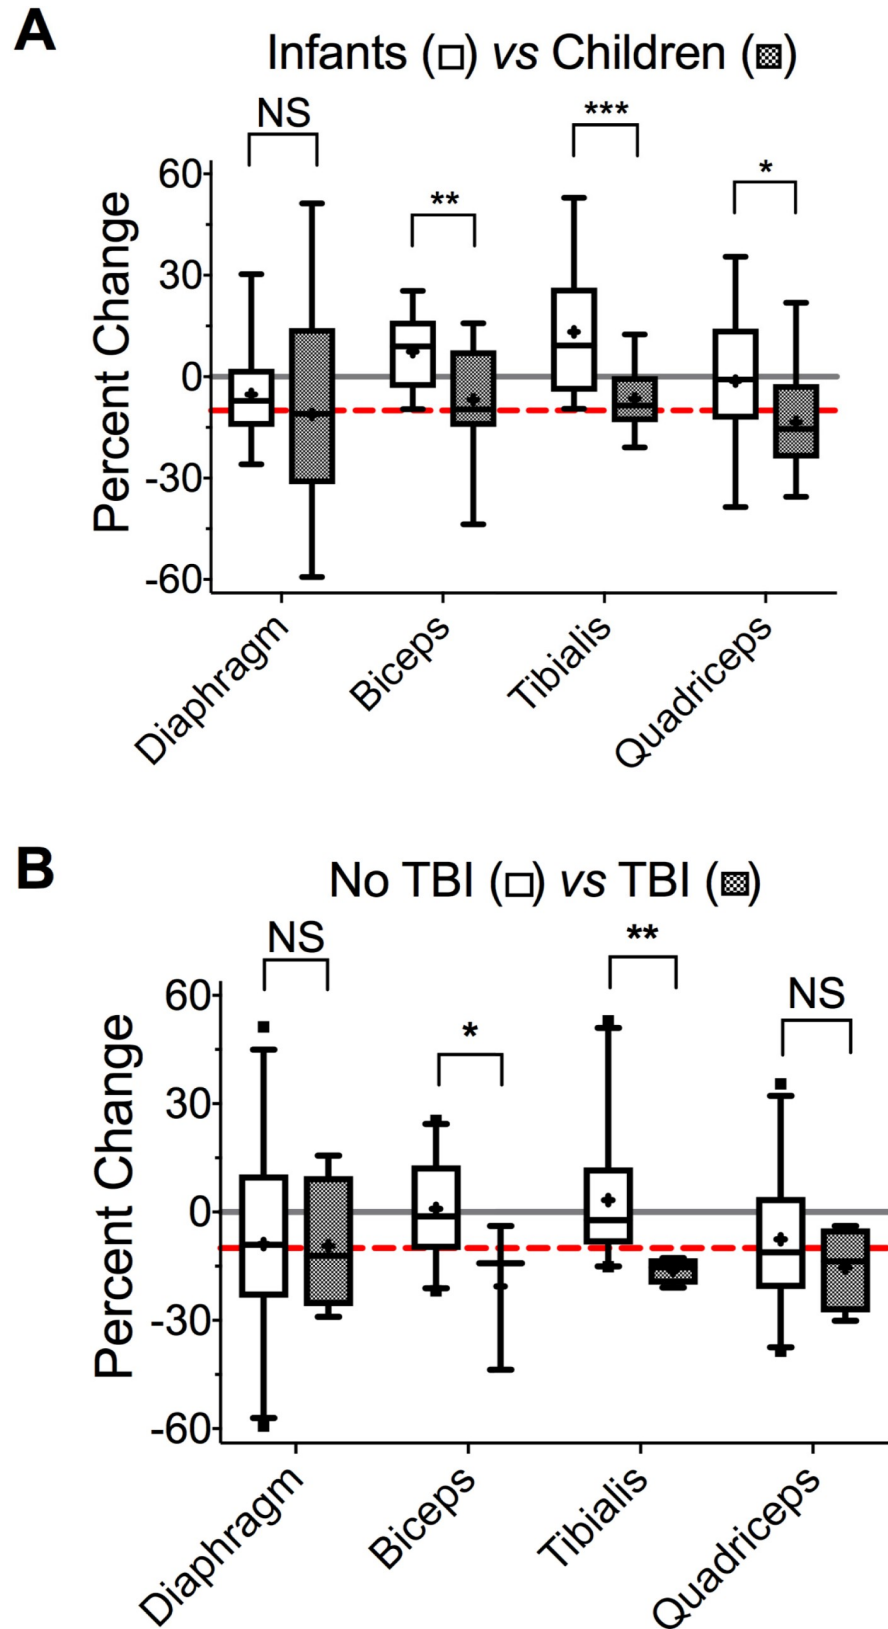 A
Infants (□) vs Children (▩)
NS
***
**
*
Percent Change
60
30
0
-30
-60
Diaphragm
Biceps
Tibialis
Quadriceps
B
No TBI (□) vs TBI (▩)
NS
**
*
NS
Percent Change
60
30
0
-30
-60
Diaphragm
Biceps
Tibialis
Quadriceps